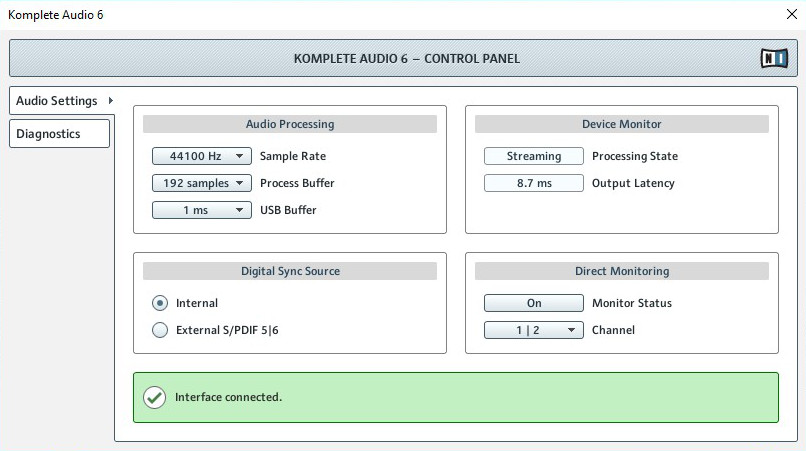 Komplete Audio 6
KOMPLETE AUDIO 6 – CONTROL PANEL
NI
Audio Settings
Diagnostics
Audio Processing
44100 Hz Sample Rate
192 samples Process Buffer
1 ms USB Buffer
Device Monitor
Streaming Processing State
8.7 ms Output Latency
Digital Sync Source
Internal
External S/PDIF 5|6
Direct Monitoring
On Monitor Status
1 | 2 Channel
Interface connected.